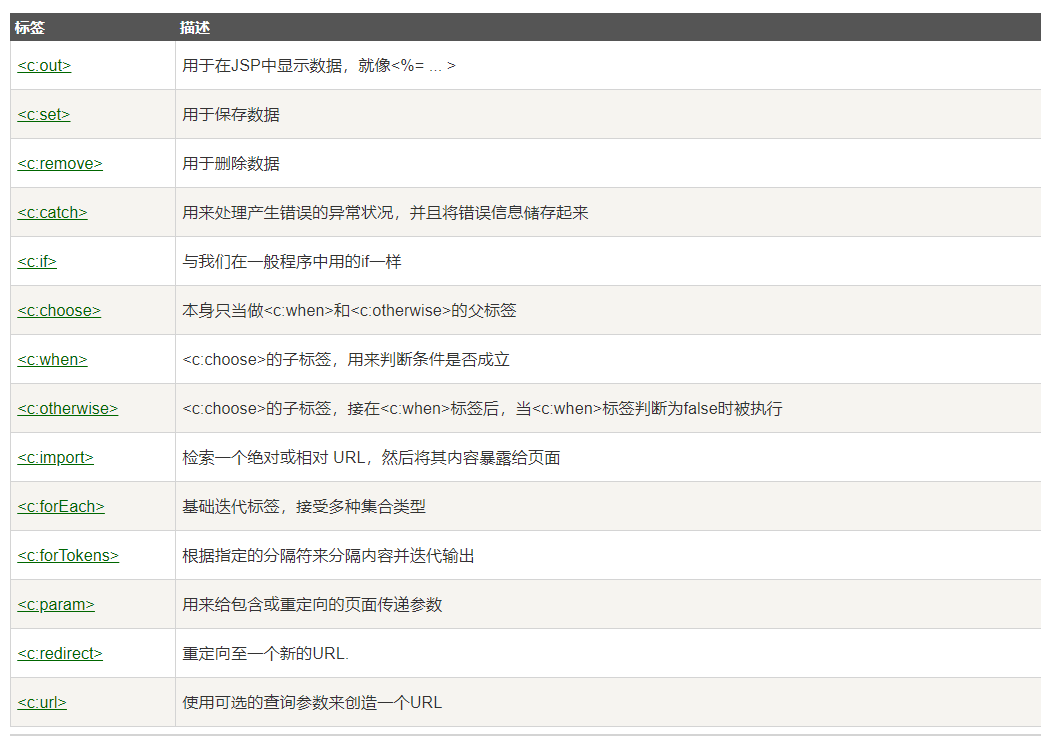 标签 描述
<c:out> 用于在JSP中显示数据，就像<%= ... >
<c:set> 用于保存数据
<c:remove> 用于删除数据
<c:catch> 用来处理产生错误的异常状况，并且将错误信息储存起来
<c:if> 与我们在一般程序中用的if一样
<c:choose> 本身只当做<c:when>和<c:otherwise>的父标签
<c:when> <c:choose>的子标签，用来判断条件是否成立
<c:otherwise> <c:choose>的子标签，接在<c:when>标签后，当<c:when>标签判断为false时被执行
<c:import> 检索一个绝对或相对 URL，然后将其内容暴露给页面
<c:forEach> 基础迭代标签，接受多种集合类型
<c:forTokens> 根据指定的分隔符来分隔内容并迭代输出
<c:param> 用来给包含或重定向的页面传递参数
<c:redirect> 重定向至一个新的URL.
<c:url> 使用可选的查询参数来创造一个URL